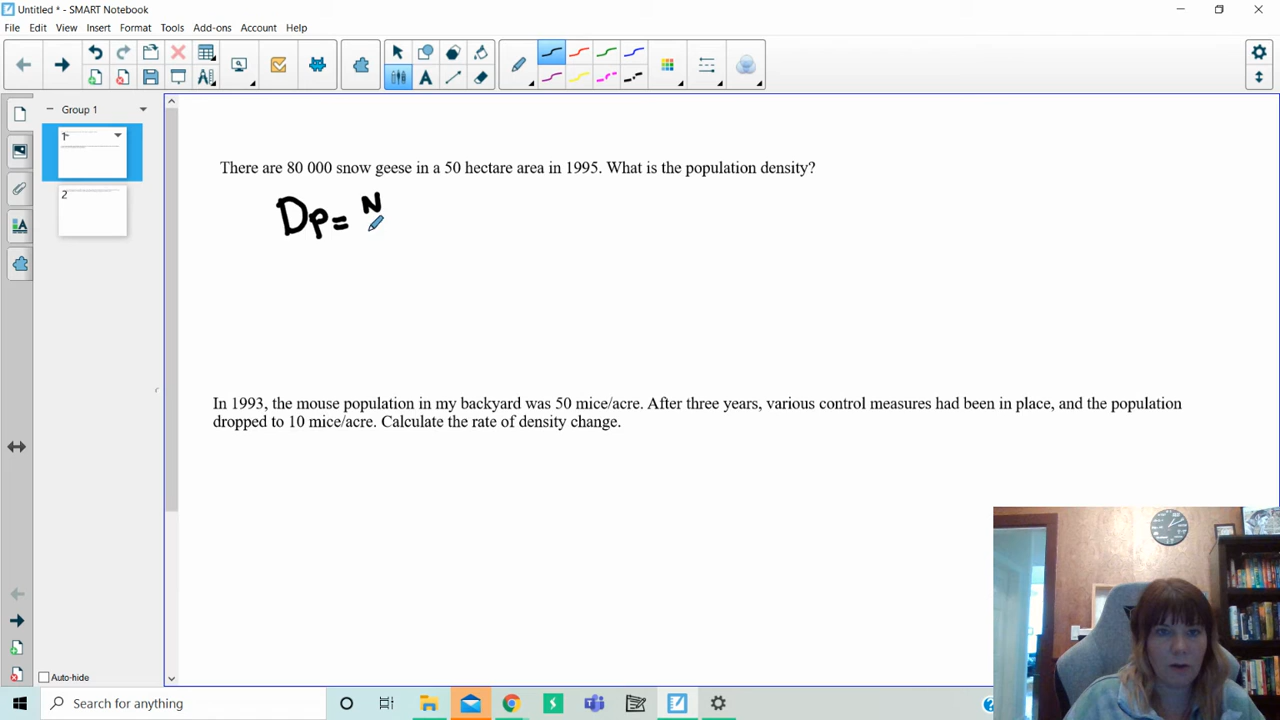 Untitled * - SMART Notebook
File Edit View Insert Format Tools Add-ons Account Help
Group 1
1
2
There are 80 000 snow geese in a 50 hectare area in 1995. What is the population density?
Dp= N
In 1993, the mouse population in my backyard was 50 mice/acre. After three years, various control measures had been in place, and the population
dropped to 10 mice/acre. Calculate the rate of density change.
Auto-hide
Search for anything